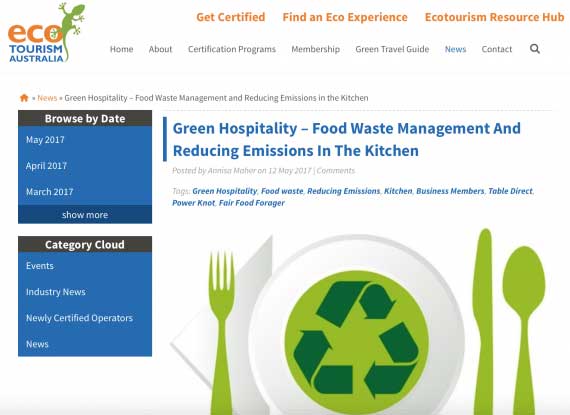 eco
TOURISM
AUSTRALIA
Get Certified Find an Eco Experience Ecotourism Resource Hub
Home About Certification Programs Membership Green Travel Guide News Contact
» News » Green Hospitality – Food Waste Management and Reducing Emissions in the Kitchen
Browse by Date
May 2017
April 2017
March 2017
show more
Category Cloud
Events
Industry News
Newly Certified Operators
News
Green Hospitality – Food Waste Management And
Reducing Emissions In The Kitchen
Posted by Annisa Maher on 12 May 2017 | Comments
Tags: Green Hospitality, Food waste, Reducing Emissions, Kitchen, Business Members, Table Direct,
Power Knot, Fair Food Forager